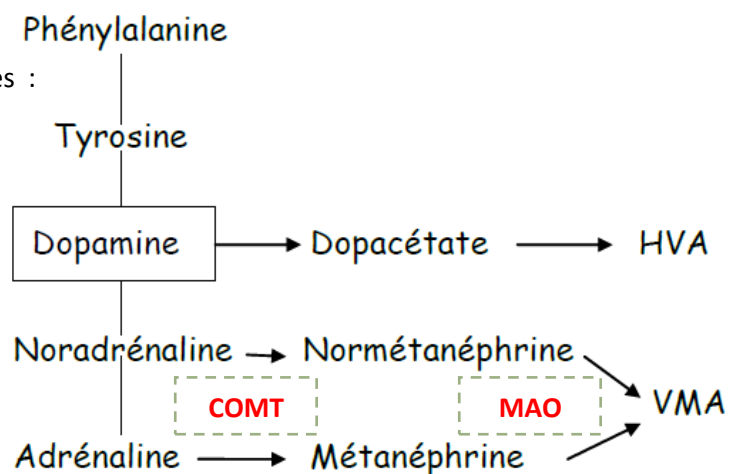 Phénylalanine
es :
Tyrosine
Dopamine Dopacétate HVA
Noradrénaline Normétanéphrine
COMT MAO VMA
Adrénaline Métanéphrine